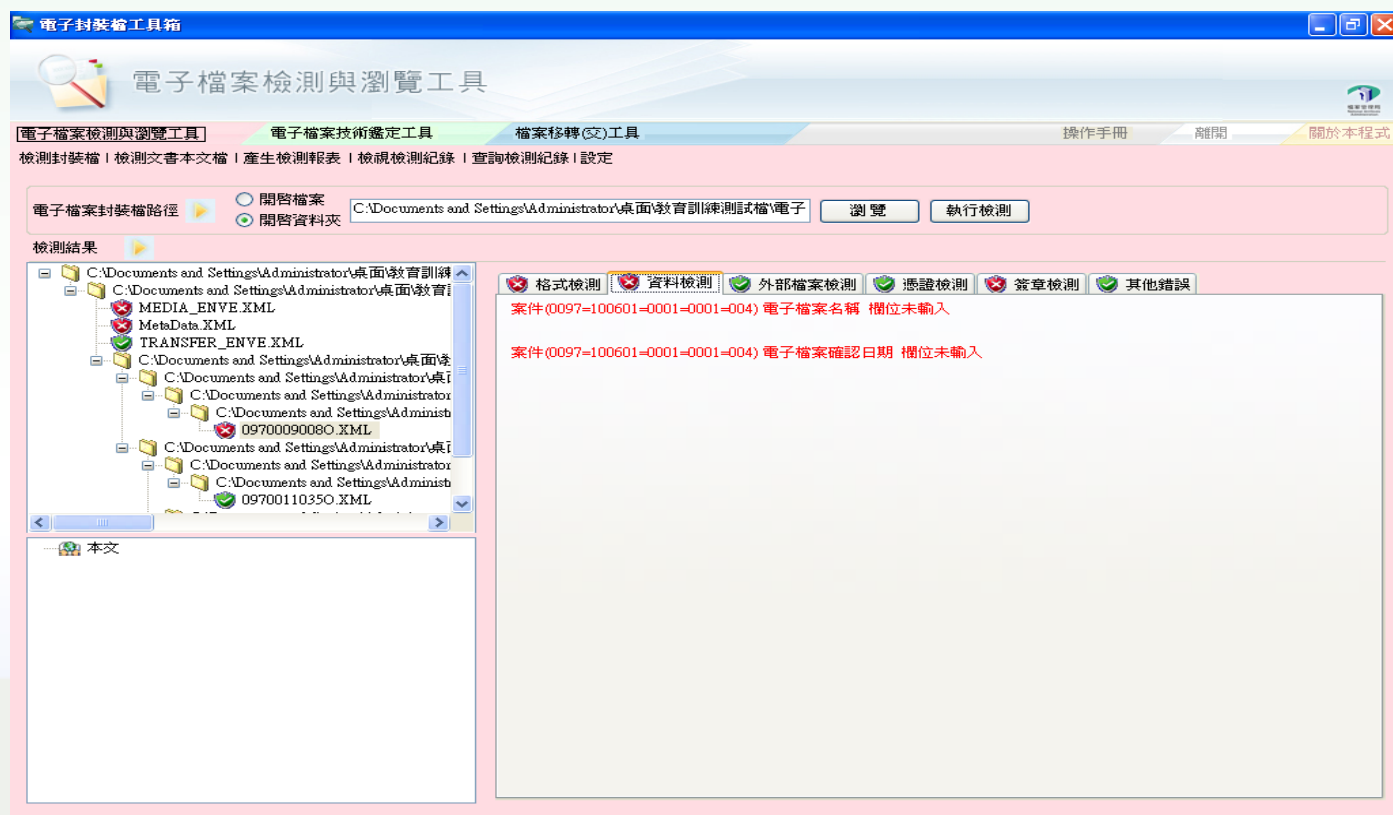 電子封裝檔工具箱
電子檔案檢測與瀏覽工具
電子檔案檢測與瀏覽工具 電子檔案技術鑑定工具 檔案移轉(交)工具 操作手冊 離開 關於本程式
檢測封裝檔 | 檢測文書本文檔 | 產生檢測報表 | 檢視檢測紀錄 | 查詢檢測紀錄 | 設定
電子檔案封裝檔路徑
開啓檔案
開啓資料夾
C:\Documents and Settings\Administrator\桌面\教育訓練測試檔\電子
瀏覽
執行檢測
檢測結果
C:\Documents and Settings\Administrator\桌面\教育訓練
C:\Documents and Settings\Administrator\桌面\教育
MEDIA_ENVE.XML
MetaData.XML
TRANSFER_ENVE.XML
C:\Documents and Settings\Administrator\桌面\
C:\Documents and Settings\Administrator\桌
C:\Documents and Settings\Administrator
C:\Documents and Settings\Administ
0970009008O.XML
C:\Documents and Settings\Administrator\桌
C:\Documents and Settings\Administrator
C:\Documents and Settings\Administ
0970011035O.XML
本文
格式檢測 資料檢測 外部檔案檢測 憑證檢測 簽章檢測 其他錯誤
案件(0097=100601=0001=0001=004) 電子檔案名稱 欄位未輸入
案件(0097=100601=0001=0001=004) 電子檔案確認日期 欄位未輸入